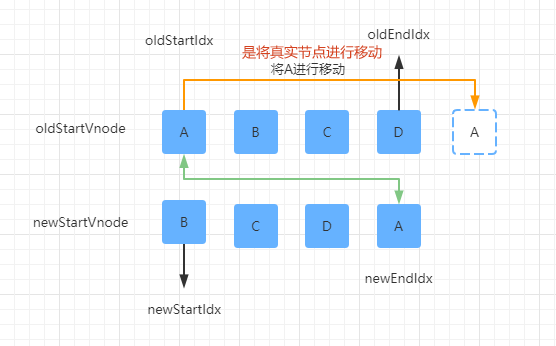 oldStartIdx
oldEndIdx
是将真实节点进行移动
将A进行移动
oldStartVnode
A
B
C
D
A
newStartVnode
B
C
D
A
newEndIdx
newStartIdx